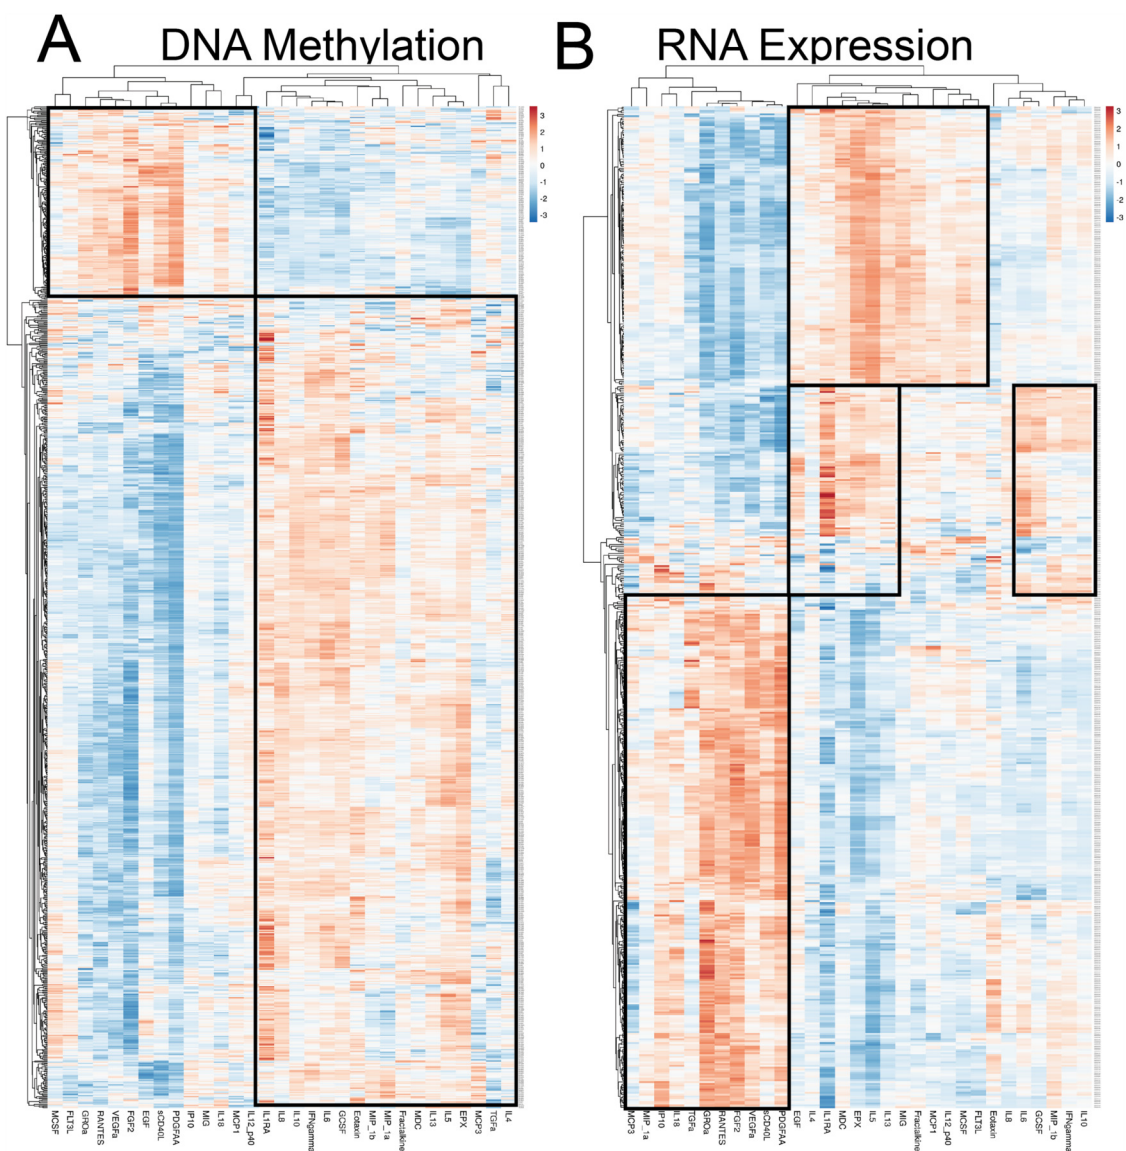 A DNA Methylation
B RNA Expression
3
2
1
0
-1
-2
-3
3
2
1
0
-1
-2
-3
MCSF
FLT3L
GROa
RANTES
VEGFa
FGF2
EGF
sCD40L
PDGFAA
IP10
MIG
IL18
MCP1
IL12_p40
IL1RA
IL8
IL10
IFNgamma
IL6
GCSF
Eotaxin
MIP_1b
MIP_1a
Fractalkine
MDC
IL13
IL5
EPX
MCP3
TGFa
IL4
MCP3
MIP_1a
IP10
IL18
TGFa
GROa
RANTES
FGF2
VEGFa
sCD40L
PDGFAA
EGF
IL4
IL1RA
MDC
EPX
IL5
IL13
MIG
Fractalkine
MCP1
IL12_p40
MCSF
FLT3L
Eotaxin
IL8
IL6
GCSF
MIP_1b
IFNgamma
IL10